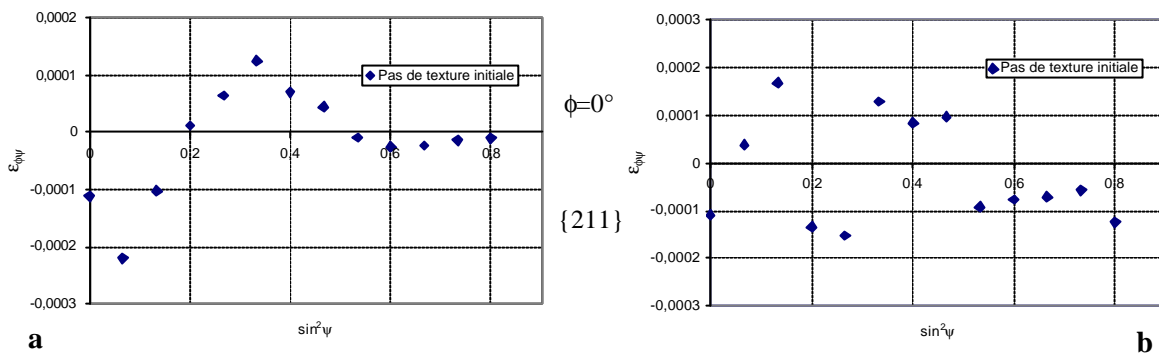 0,0002
0,0001
0
-0,0001
-0,0002
-0,0003
0
0,2
0,4
0,6
0,8
ε_φψ
sin²ψ
Pas de texture initiale
a
ϕ=0°
{211}
0,0003
0,0002
0,0001
0
-0,0001
-0,0002
-0,0003
0
0,2
0,4
0,6
0,8
ε_φψ
sin²ψ
Pas de texture initiale
b